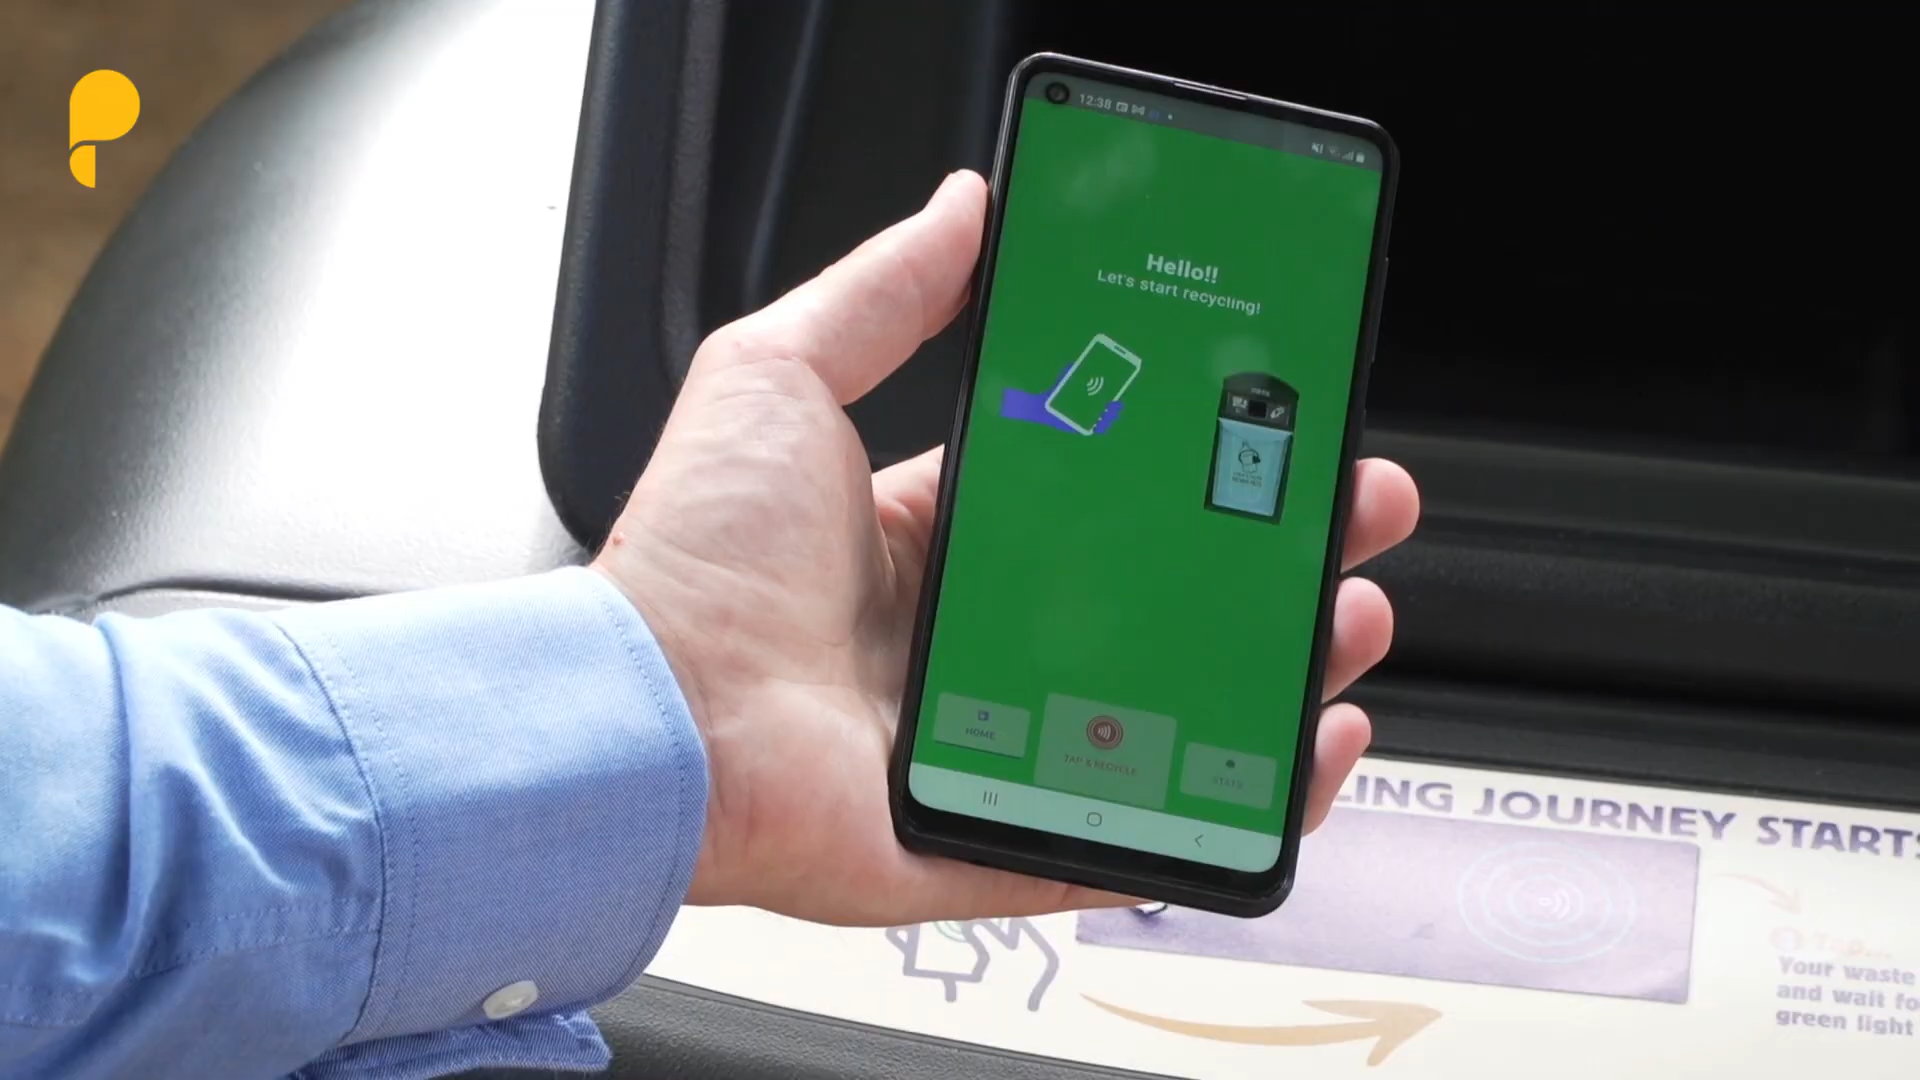 12:38
Hello!!
Let's start recycling!
HOME
TAP & RECYCLE
STATS
LING JOURNEY STARTS
Tap...
Your waste
and wait fo
green light